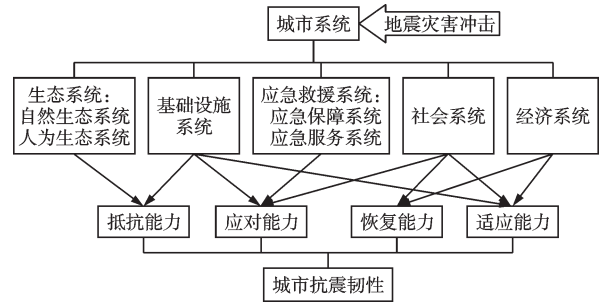 城市系统
地震灾害冲击
生态系统：
自然生态系统
人为生态系统
基础设施
系统
应急救援系统：
应急保障系统
应急服务系统
社会系统
经济系统
抵抗能力
应对能力
恢复能力
适应能力
城市抗震韧性